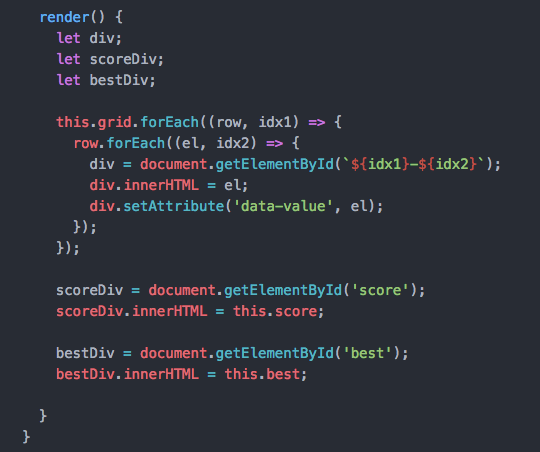 render() {
let div;
let scoreDiv;
let bestDiv;
this.grid.forEach((row, idx1) => {
row.forEach((el, idx2) => {
div = document.getElementById(`${idx1}-${idx2}`);
div.innerHTML = el;
div.setAttribute('data-value', el);
});
});
scoreDiv = document.getElementById('score');
scoreDiv.innerHTML = this.score;
bestDiv = document.getElementById('best');
bestDiv.innerHTML = this.best;
}
}